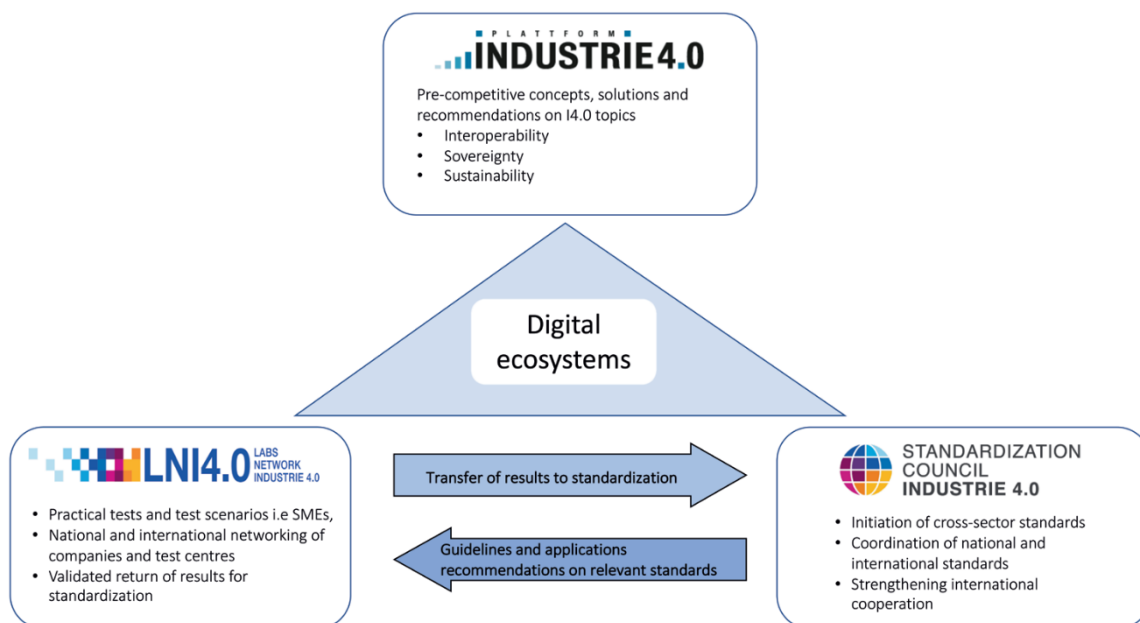 PLATTFORM
INDUSTRIE4.0
Pre-competitive concepts, solutions and
recommendations on I4.0 topics
• Interoperability
• Sovereignty
• Sustainability
Digital
ecosystems
LNI4.0 LABS
NETWORK
INDUSTRIE 4.0
• Practical tests and test scenarios i.e SMEs,
• National and international networking of
companies and test centres
• Validated return of results for
standardization
Transfer of results to standardization
Guidelines and applications
recommendations on relevant standards
STANDARDIZATION
COUNCIL
INDUSTRIE 4.0
• Initiation of cross-sector standards
• Coordination of national and
international standards
• Strengthening international
cooperation